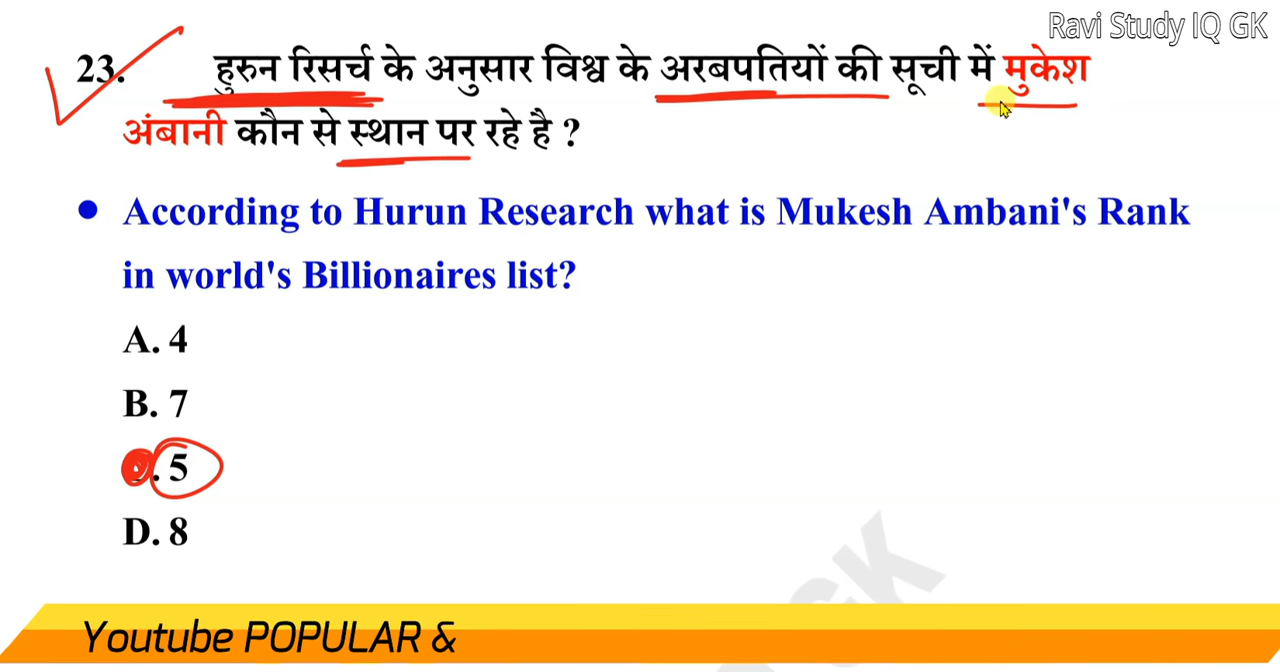 Ravi Study IQ GK
23. हुरुन रिसर्च के अनुसार विश्व के अरबपतियों की सूची में मुकेश
अंबानी कौन से स्थान पर रहे है ?
• According to Hurun Research what is Mukesh Ambani's Rank
in world's Billionaires list?
A. 4
B. 7
. 5
D. 8
GK
Youtube POPULAR &